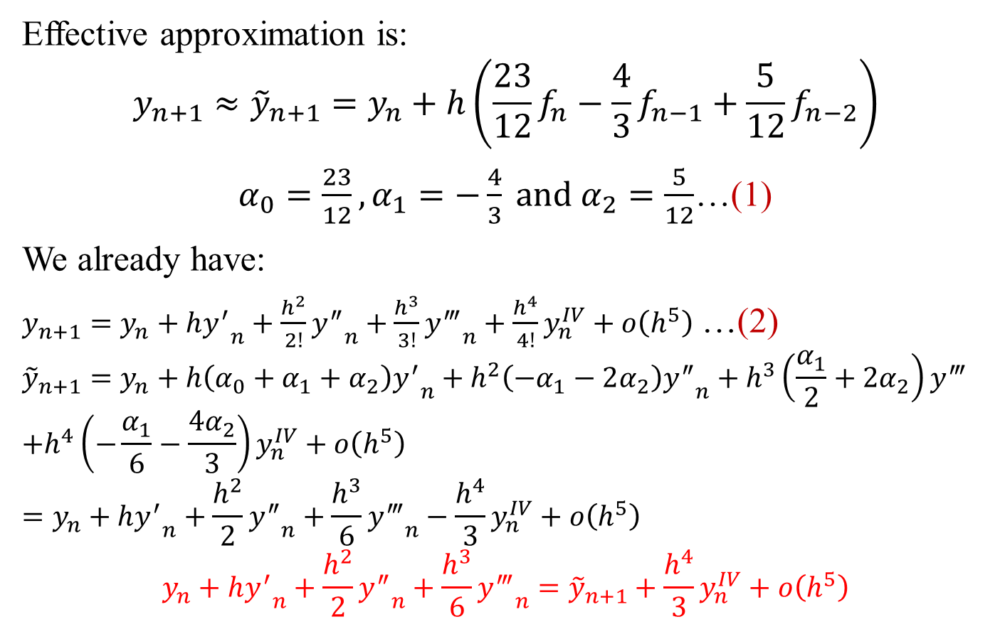 Effective approximation is:
$y_{n+1} \approx \tilde{y}_{n+1} = y_n + h\left(\frac{23}{12}f_n - \frac{4}{3}f_{n-1} + \frac{5}{12}f_{n-2}\right)$
$\alpha_0 = \frac{23}{12}, \alpha_1 = -\frac{4}{3}$ and $\alpha_2 = \frac{5}{12}$…(1)
We already have:
$y_{n+1} = y_n + hy'_n + \frac{h^2}{2!}y''_n + \frac{h^3}{3!}y'''_n + \frac{h^4}{4!}y_n^{IV} + o(h^5)$ …(2)
$\tilde{y}_{n+1} = y_n + h(\alpha_0 + \alpha_1 + \alpha_2)y'_n + h^2(-\alpha_1 - 2\alpha_2)y''_n + h^3\left(\frac{\alpha_1}{2} + 2\alpha_2\right)y'''$
$+h^4\left(-\frac{\alpha_1}{6} - \frac{4\alpha_2}{3}\right)y_n^{IV} + o(h^5)$
$= y_n + hy'_n + \frac{h^2}{2}y''_n + \frac{h^3}{6}y'''_n - \frac{h^4}{3}y_n^{IV} + o(h^5)$
$y_n + hy'_n + \frac{h^2}{2}y''_n + \frac{h^3}{6}y'''_n = \tilde{y}_{n+1} + \frac{h^4}{3}y_n^{IV} + o(h^5)$